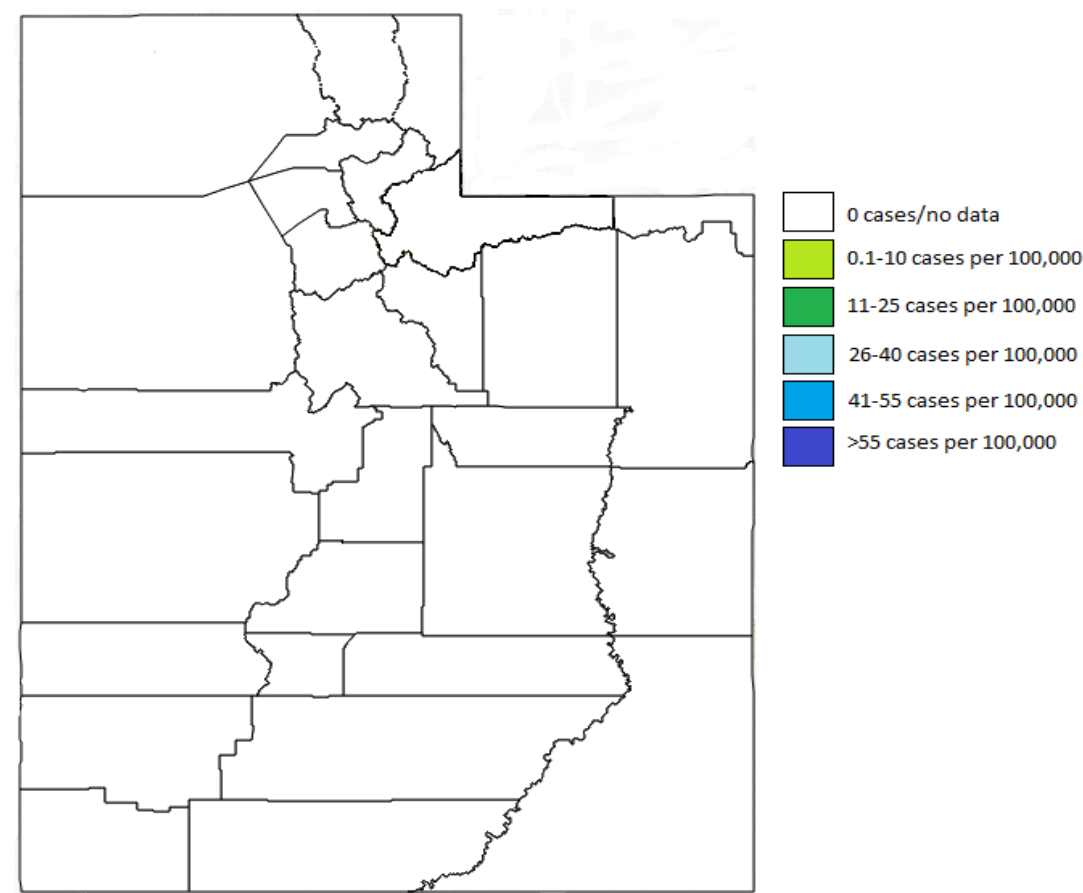 0 cases/no data
0.1-10 cases per 100,000
11-25 cases per 100,000
26-40 cases per 100,000
41-55 cases per 100,000
>55 cases per 100,000